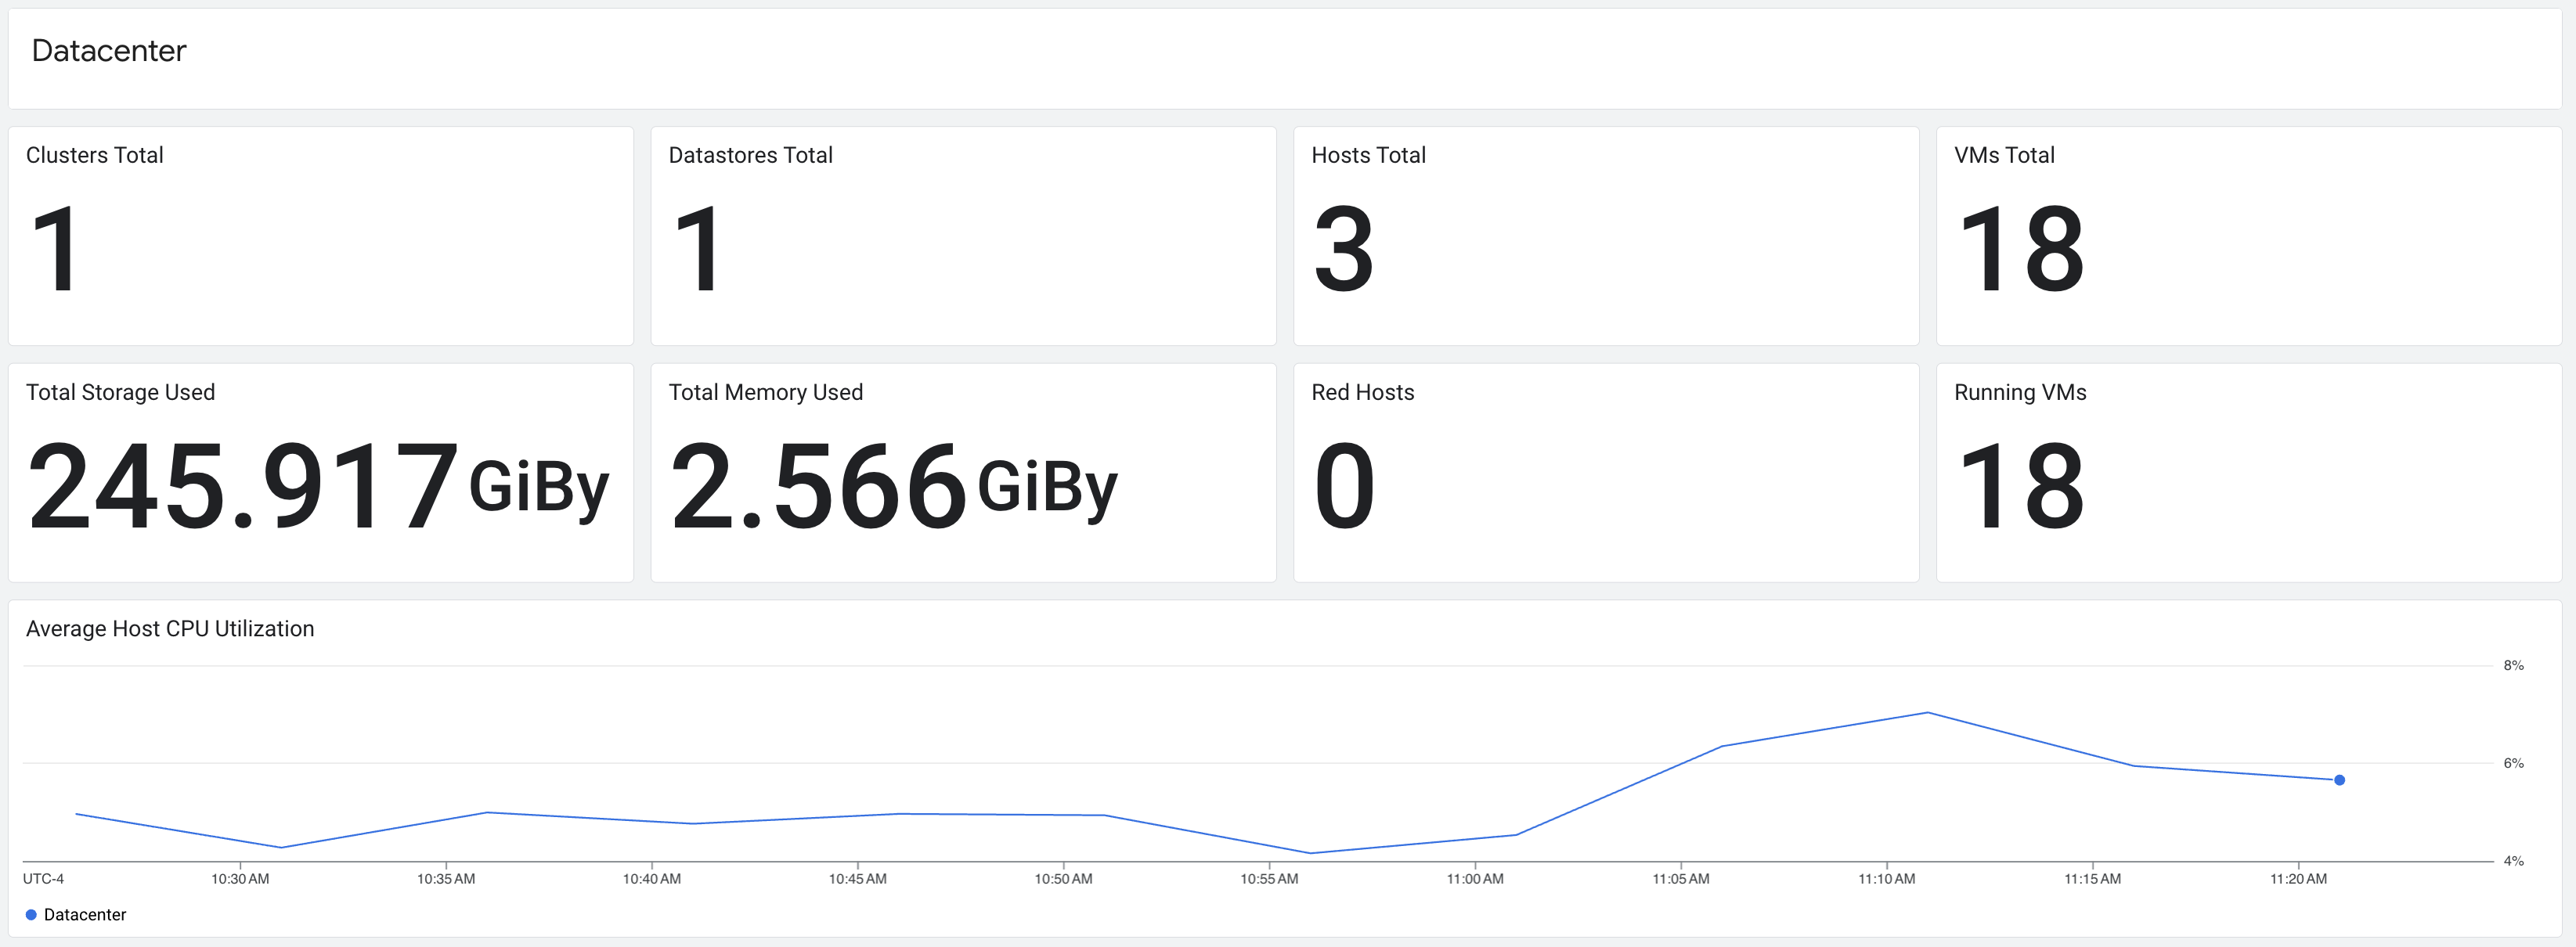 Datacenter
Clusters Total
1
Datastores Total
1
Hosts Total
3
VMs Total
18
Total Storage Used
245.917 GiBy
Total Memory Used
2.566 GiBy
Red Hosts
0
Running VMs
18
Average Host CPU Utilization
8%
6%
4%
UTC-4 10:30 AM 10:35 AM 10:40 AM 10:45 AM 10:50 AM 10:55 AM 11:00 AM 11:05 AM 11:10 AM 11:15 AM 11:20 AM
Datacenter